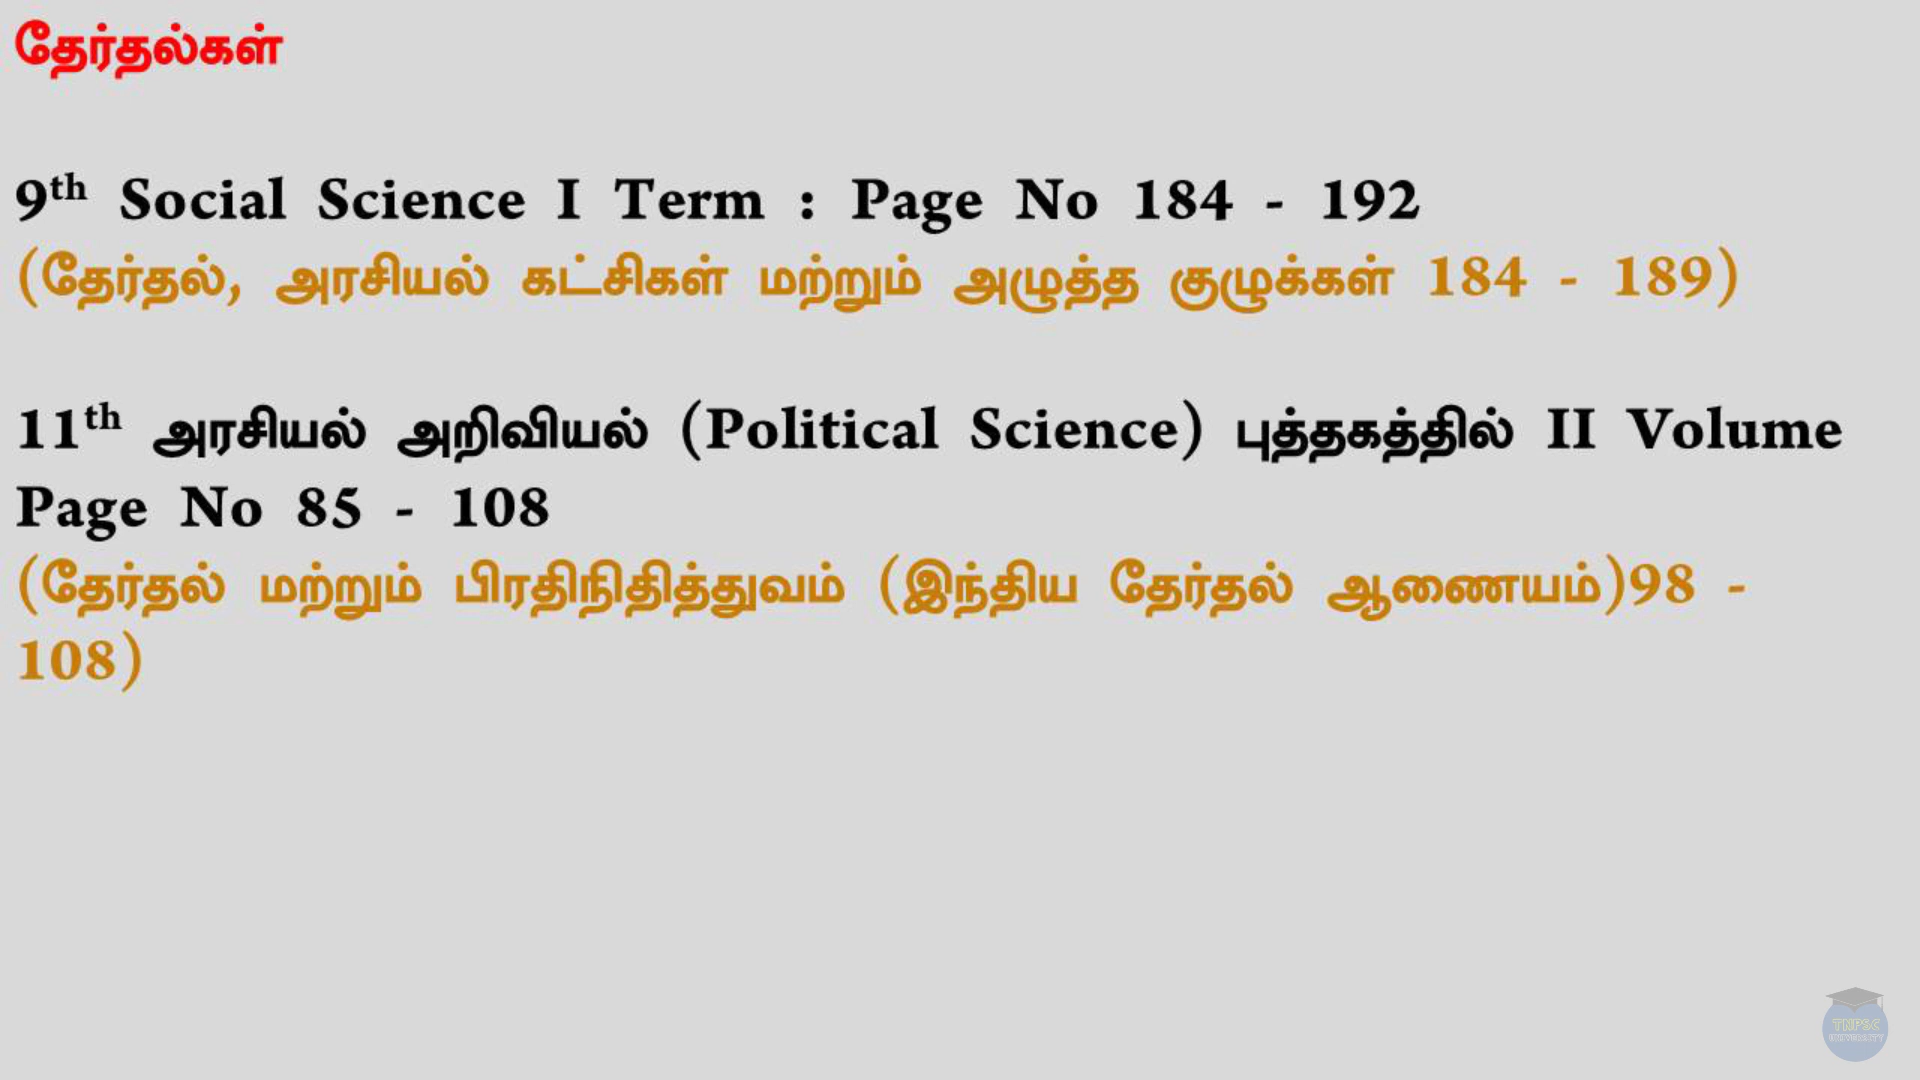 தேர்தல்கள்
9th Social Science I Term : Page No 184 - 192
(தேர்தல், அரசியல் கட்சிகள் மற்றும் அழுத்த குழுக்கள் 184 - 189)
11th அரசியல் அறிவியல் (Political Science) புத்தகத்தில் II Volume
Page No 85 - 108
(தேர்தல் மற்றும் பிரதிநிதித்துவம் (இந்திய தேர்தல் ஆணையம்)98 -
108)
TNPSC
UNIVERSITY